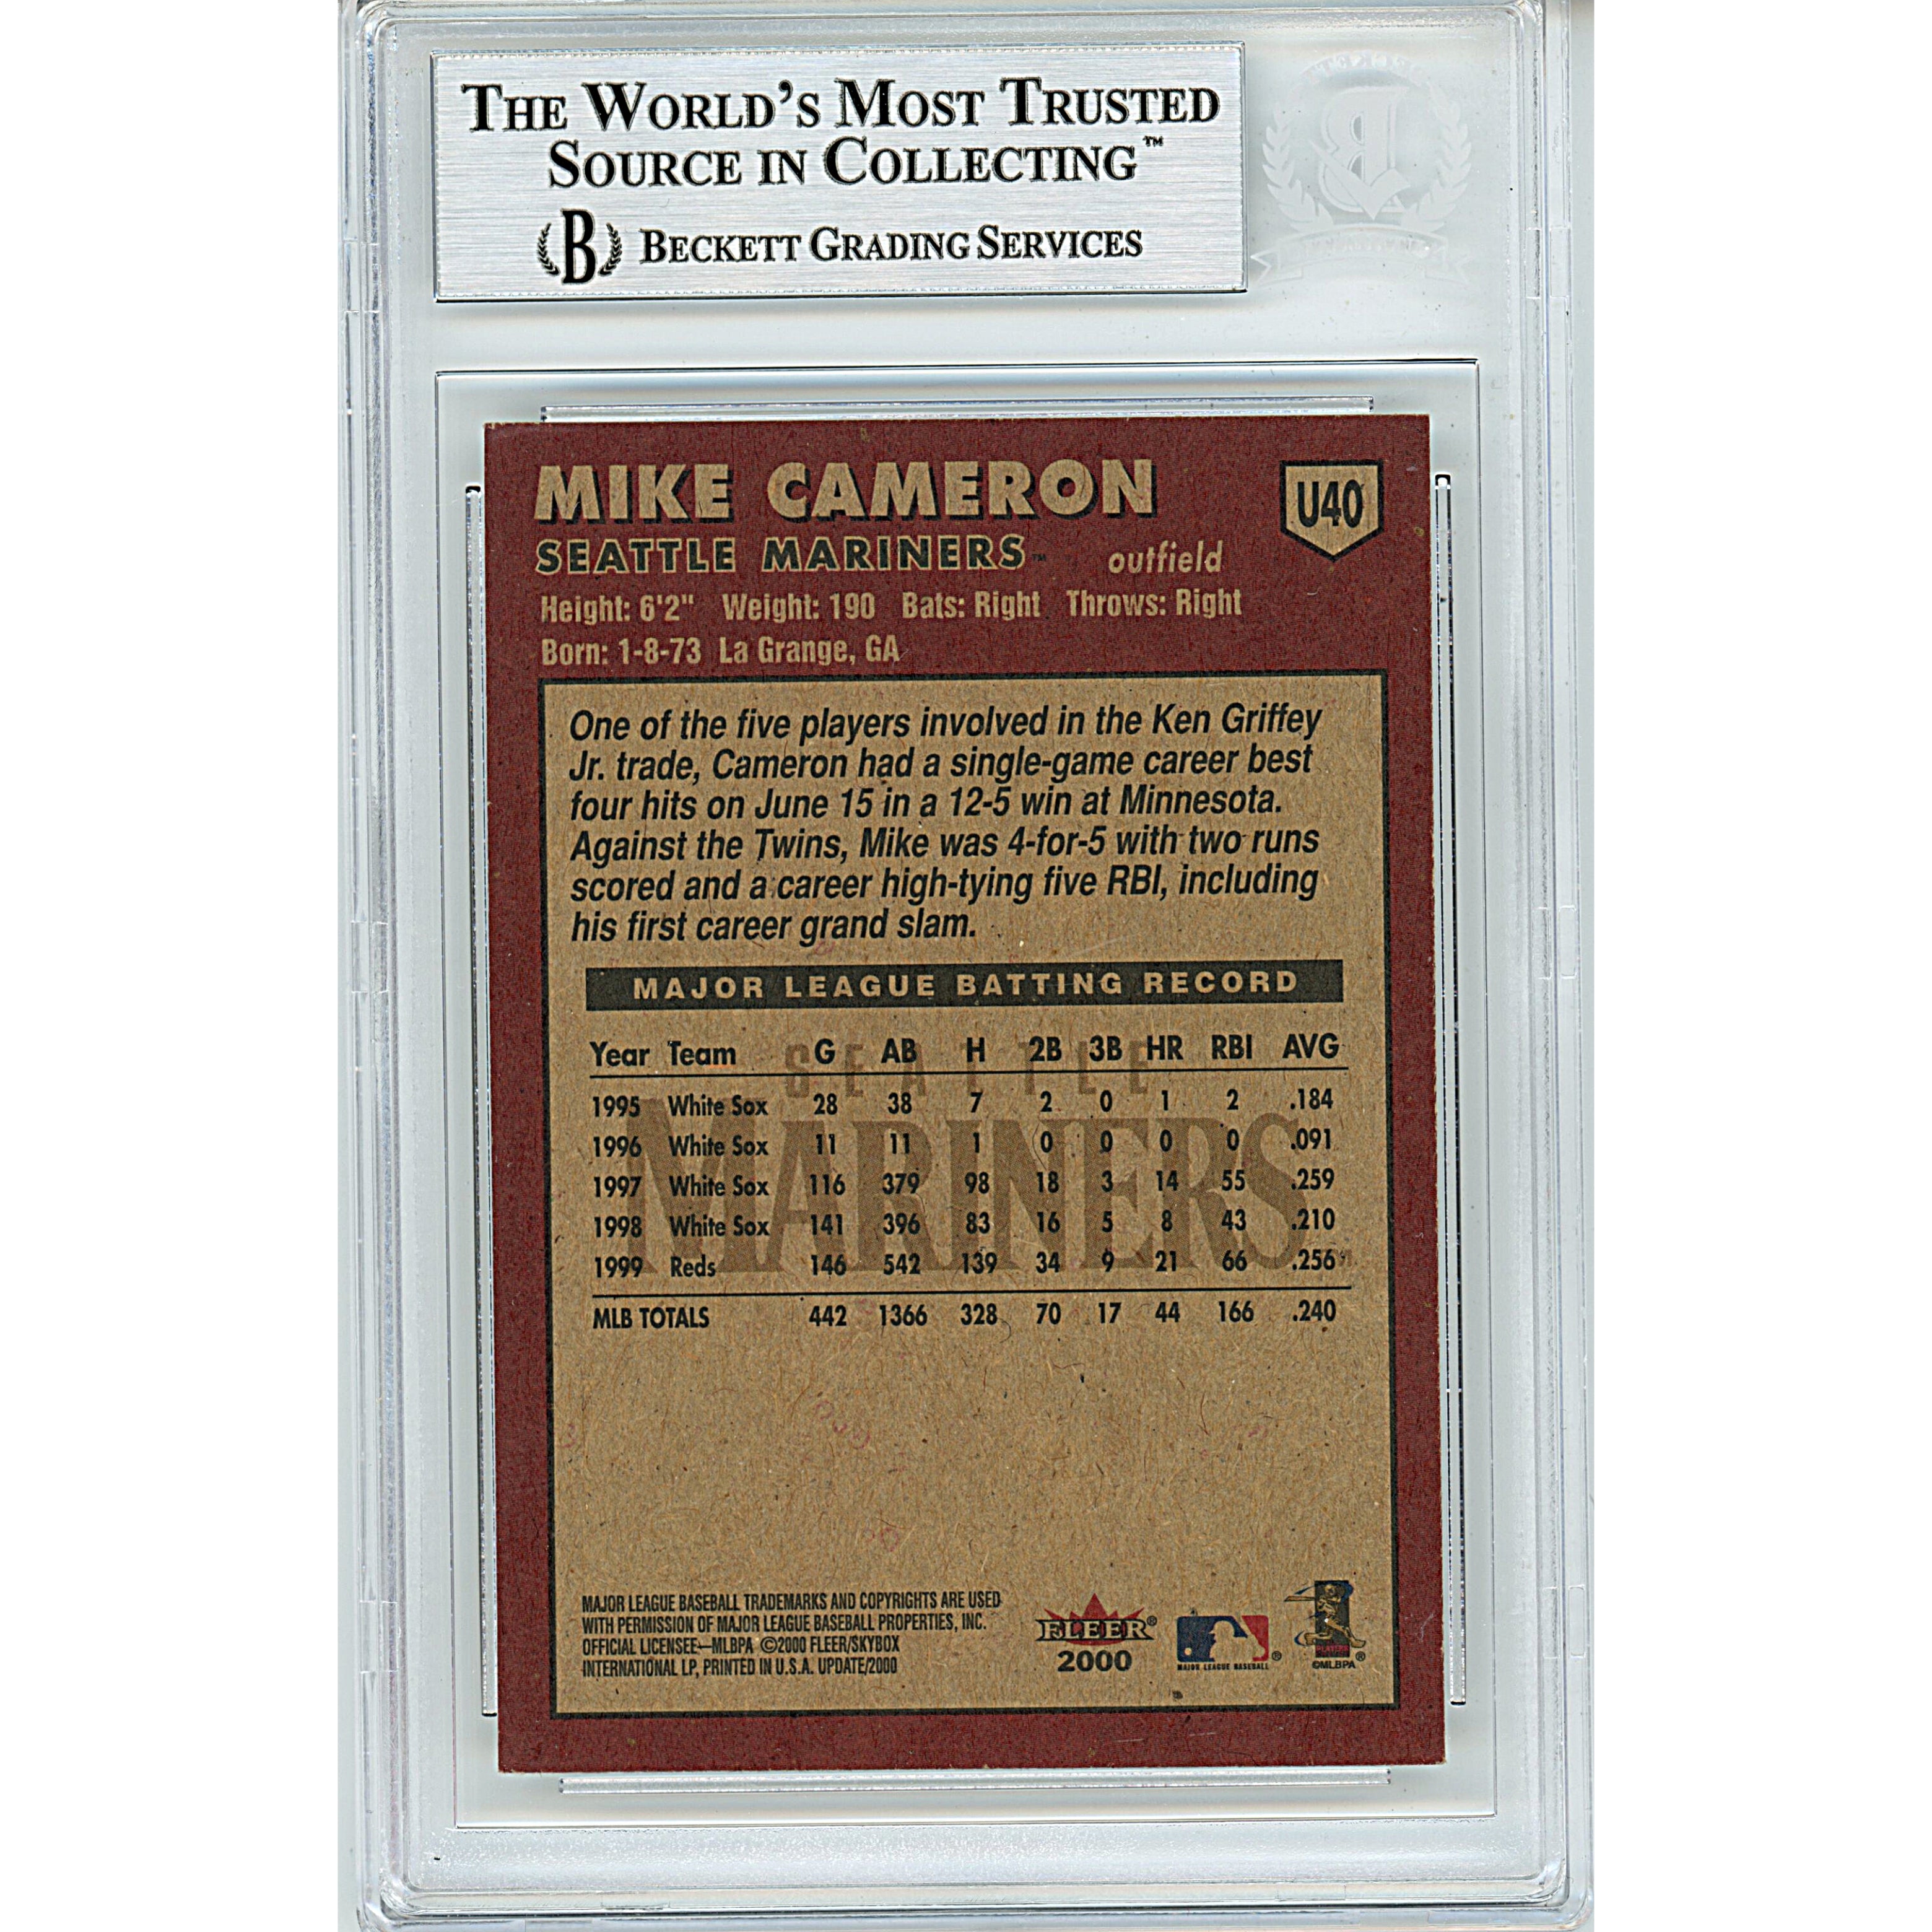 THE WORLD'S MOST TRUSTED
SOURCE IN COLLECTING™
B BECKETT GRADING SERVICES
MIKE CAMERON
U40
SEATTLE MARINERS™ outfield
Height: 6'2" Weight: 190 Bats: Right Throws: Right
Born: 1-8-73 La Grange, GA
One of the five players involved in the Ken Griffey
Jr. trade, Cameron had a single-game career best
four hits on June 15 in a 12-5 win at Minnesota.
Against the Twins, Mike was 4-for-5 with two runs
scored and a career high-tying five RBI, including
his first career grand slam.
MAJOR LEAGUE BATTING RECORD
SEATTLE
MARINERS
Year Team G AB H 2B 3B HR RBI AVG
1995 White Sox 28 38 7 2 0 1 2 .184
1996 White Sox 11 11 1 0 0 0 0 .091
1997 White Sox 116 379 98 18 3 14 55 .259
1998 White Sox 141 396 83 16 5 8 43 .210
1999 Reds 146 542 139 34 9 21 66 .256
MLB TOTALS 442 1366 328 70 17 44 166 .240
MAJOR LEAGUE BASEBALL TRADEMARKS AND COPYRIGHTS ARE USED
WITH PERMISSION OF MAJOR LEAGUE BASEBALL PROPERTIES, INC.
OFFICIAL LICENSEE—MLBPA ©2000 FLEER/SKYBOX
INTERNATIONAL LP, PRINTED IN U.S.A. UPDATE/2000
FLEER®
2000
MAJOR LEAGUE BASEBALL®
PLAYERS
©MLBPA®